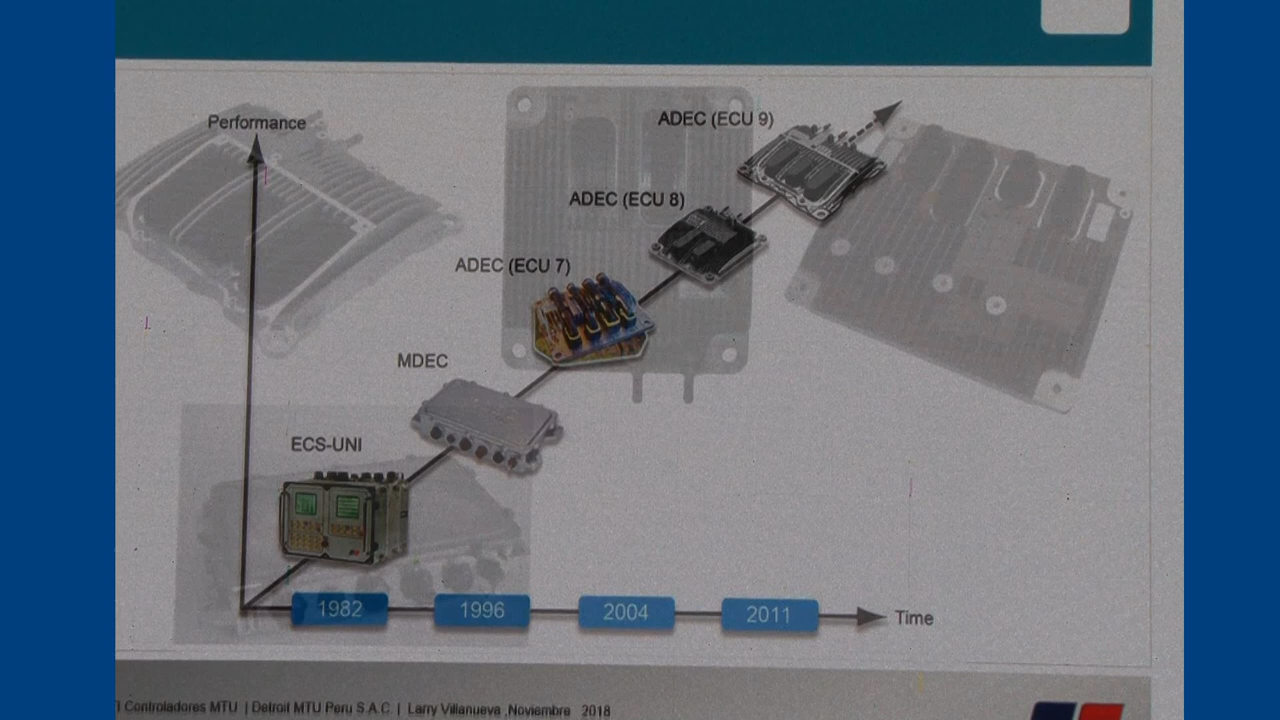 Performance
ADEC (ECU 9)
ADEC (ECU 8)
ADEC (ECU 7)
MDEC
ECS-UNI
1982
1996
2004
2011
Time
Controladores MTU | Detroit MTU Peru S.A.C. | Larry Villanueva ,Noviembre 2018